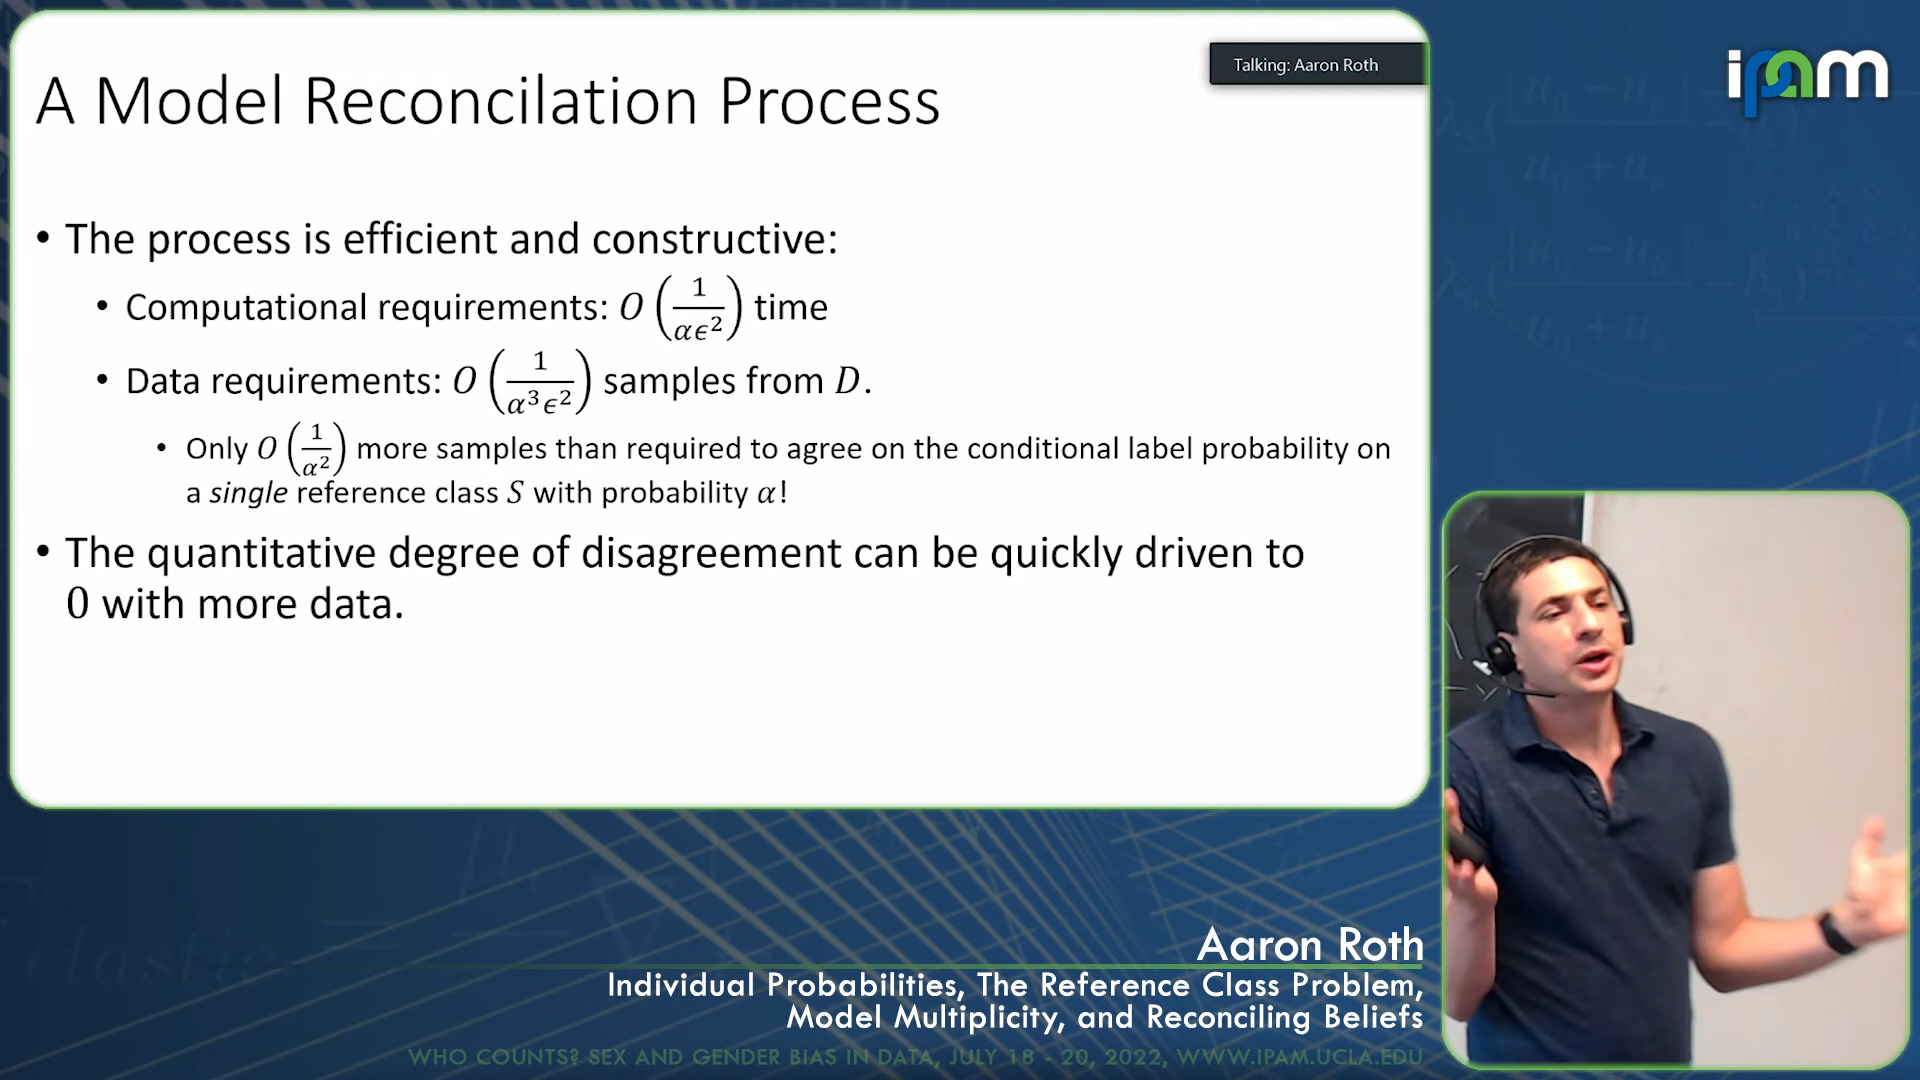 Talking: Aaron Roth
ipam
A Model Reconcilation Process
• The process is efficient and constructive:
• Computational requirements: O(1/(αϵ²)) time
• Data requirements: O(1/(α³ϵ²)) samples from D.
• Only O(1/α²) more samples than required to agree on the conditional label probability on
a single reference class S with probability α!
• The quantitative degree of disagreement can be quickly driven to
0 with more data.
Aaron Roth
Individual Probabilities, The Reference Class Problem,
Model Multiplicity, and Reconciling Beliefs
WHO COUNTS? SEX AND GENDER BIAS IN DATA, JULY 18 - 20, 2022, WWW.IPAM.UCLA.EDU